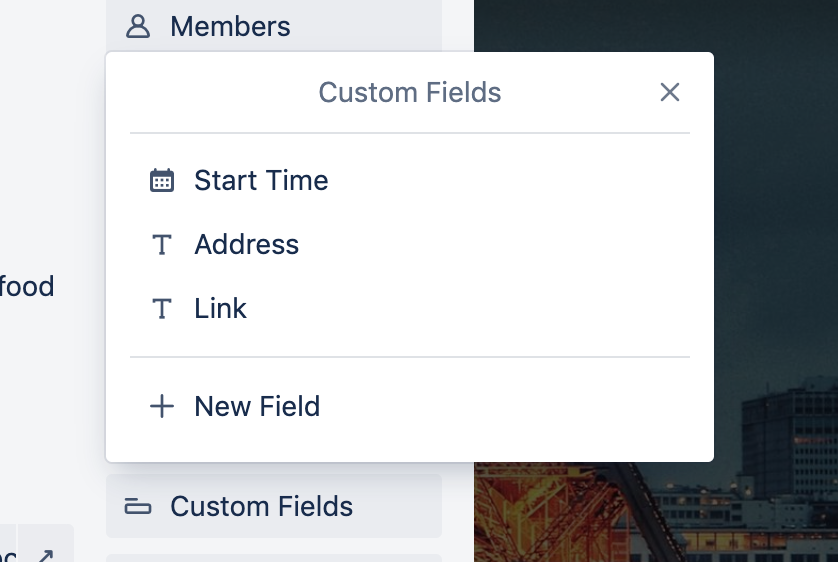 Members
Custom Fields
Start Time
Address
food
Link
New Field
Custom Fields